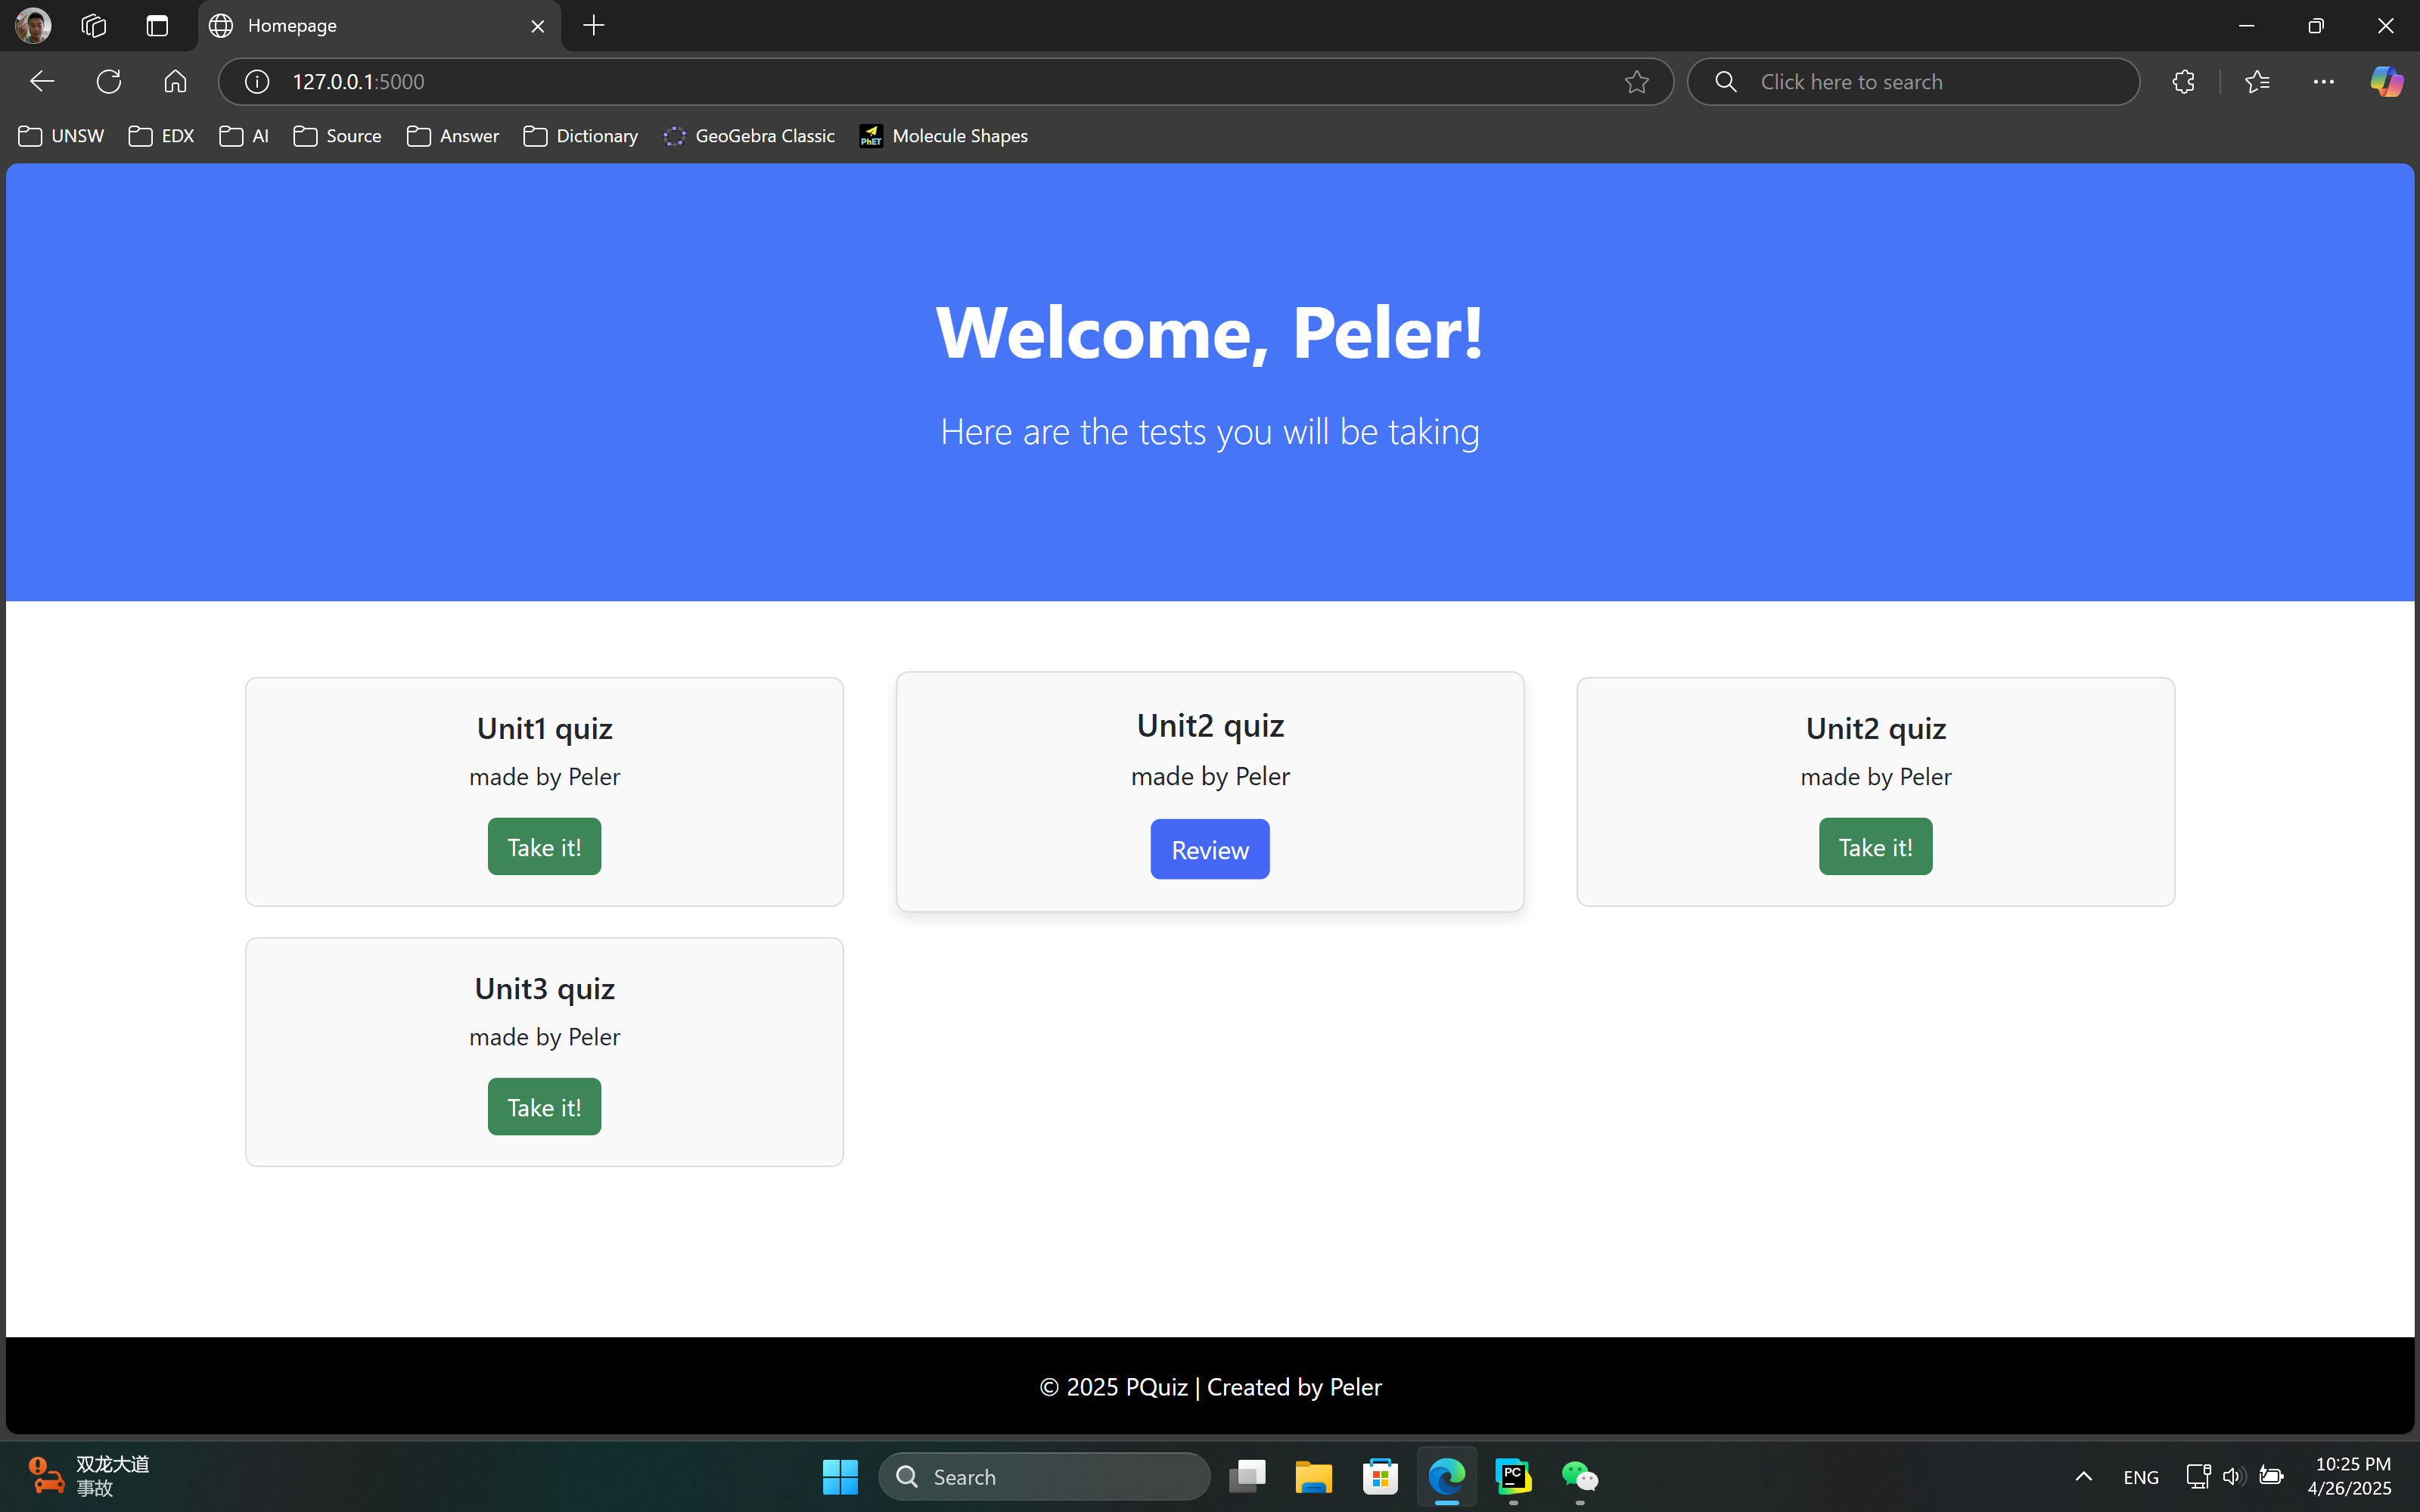 Homepage
127.0.0.1:5000
Click here to search
UNSW
EDX
AI
Source
Answer
Dictionary
GeoGebra Classic
PhET
Molecule Shapes
Welcome, Peler!
Here are the tests you will be taking
Unit1 quiz
made by Peler
Take it!
Unit2 quiz
made by Peler
Review
Unit2 quiz
made by Peler
Take it!
Unit3 quiz
made by Peler
Take it!
© 2025 PQuiz | Created by Peler
双龙大道
事故
Search
PC
ENG
10:25 PM
4/26/2025